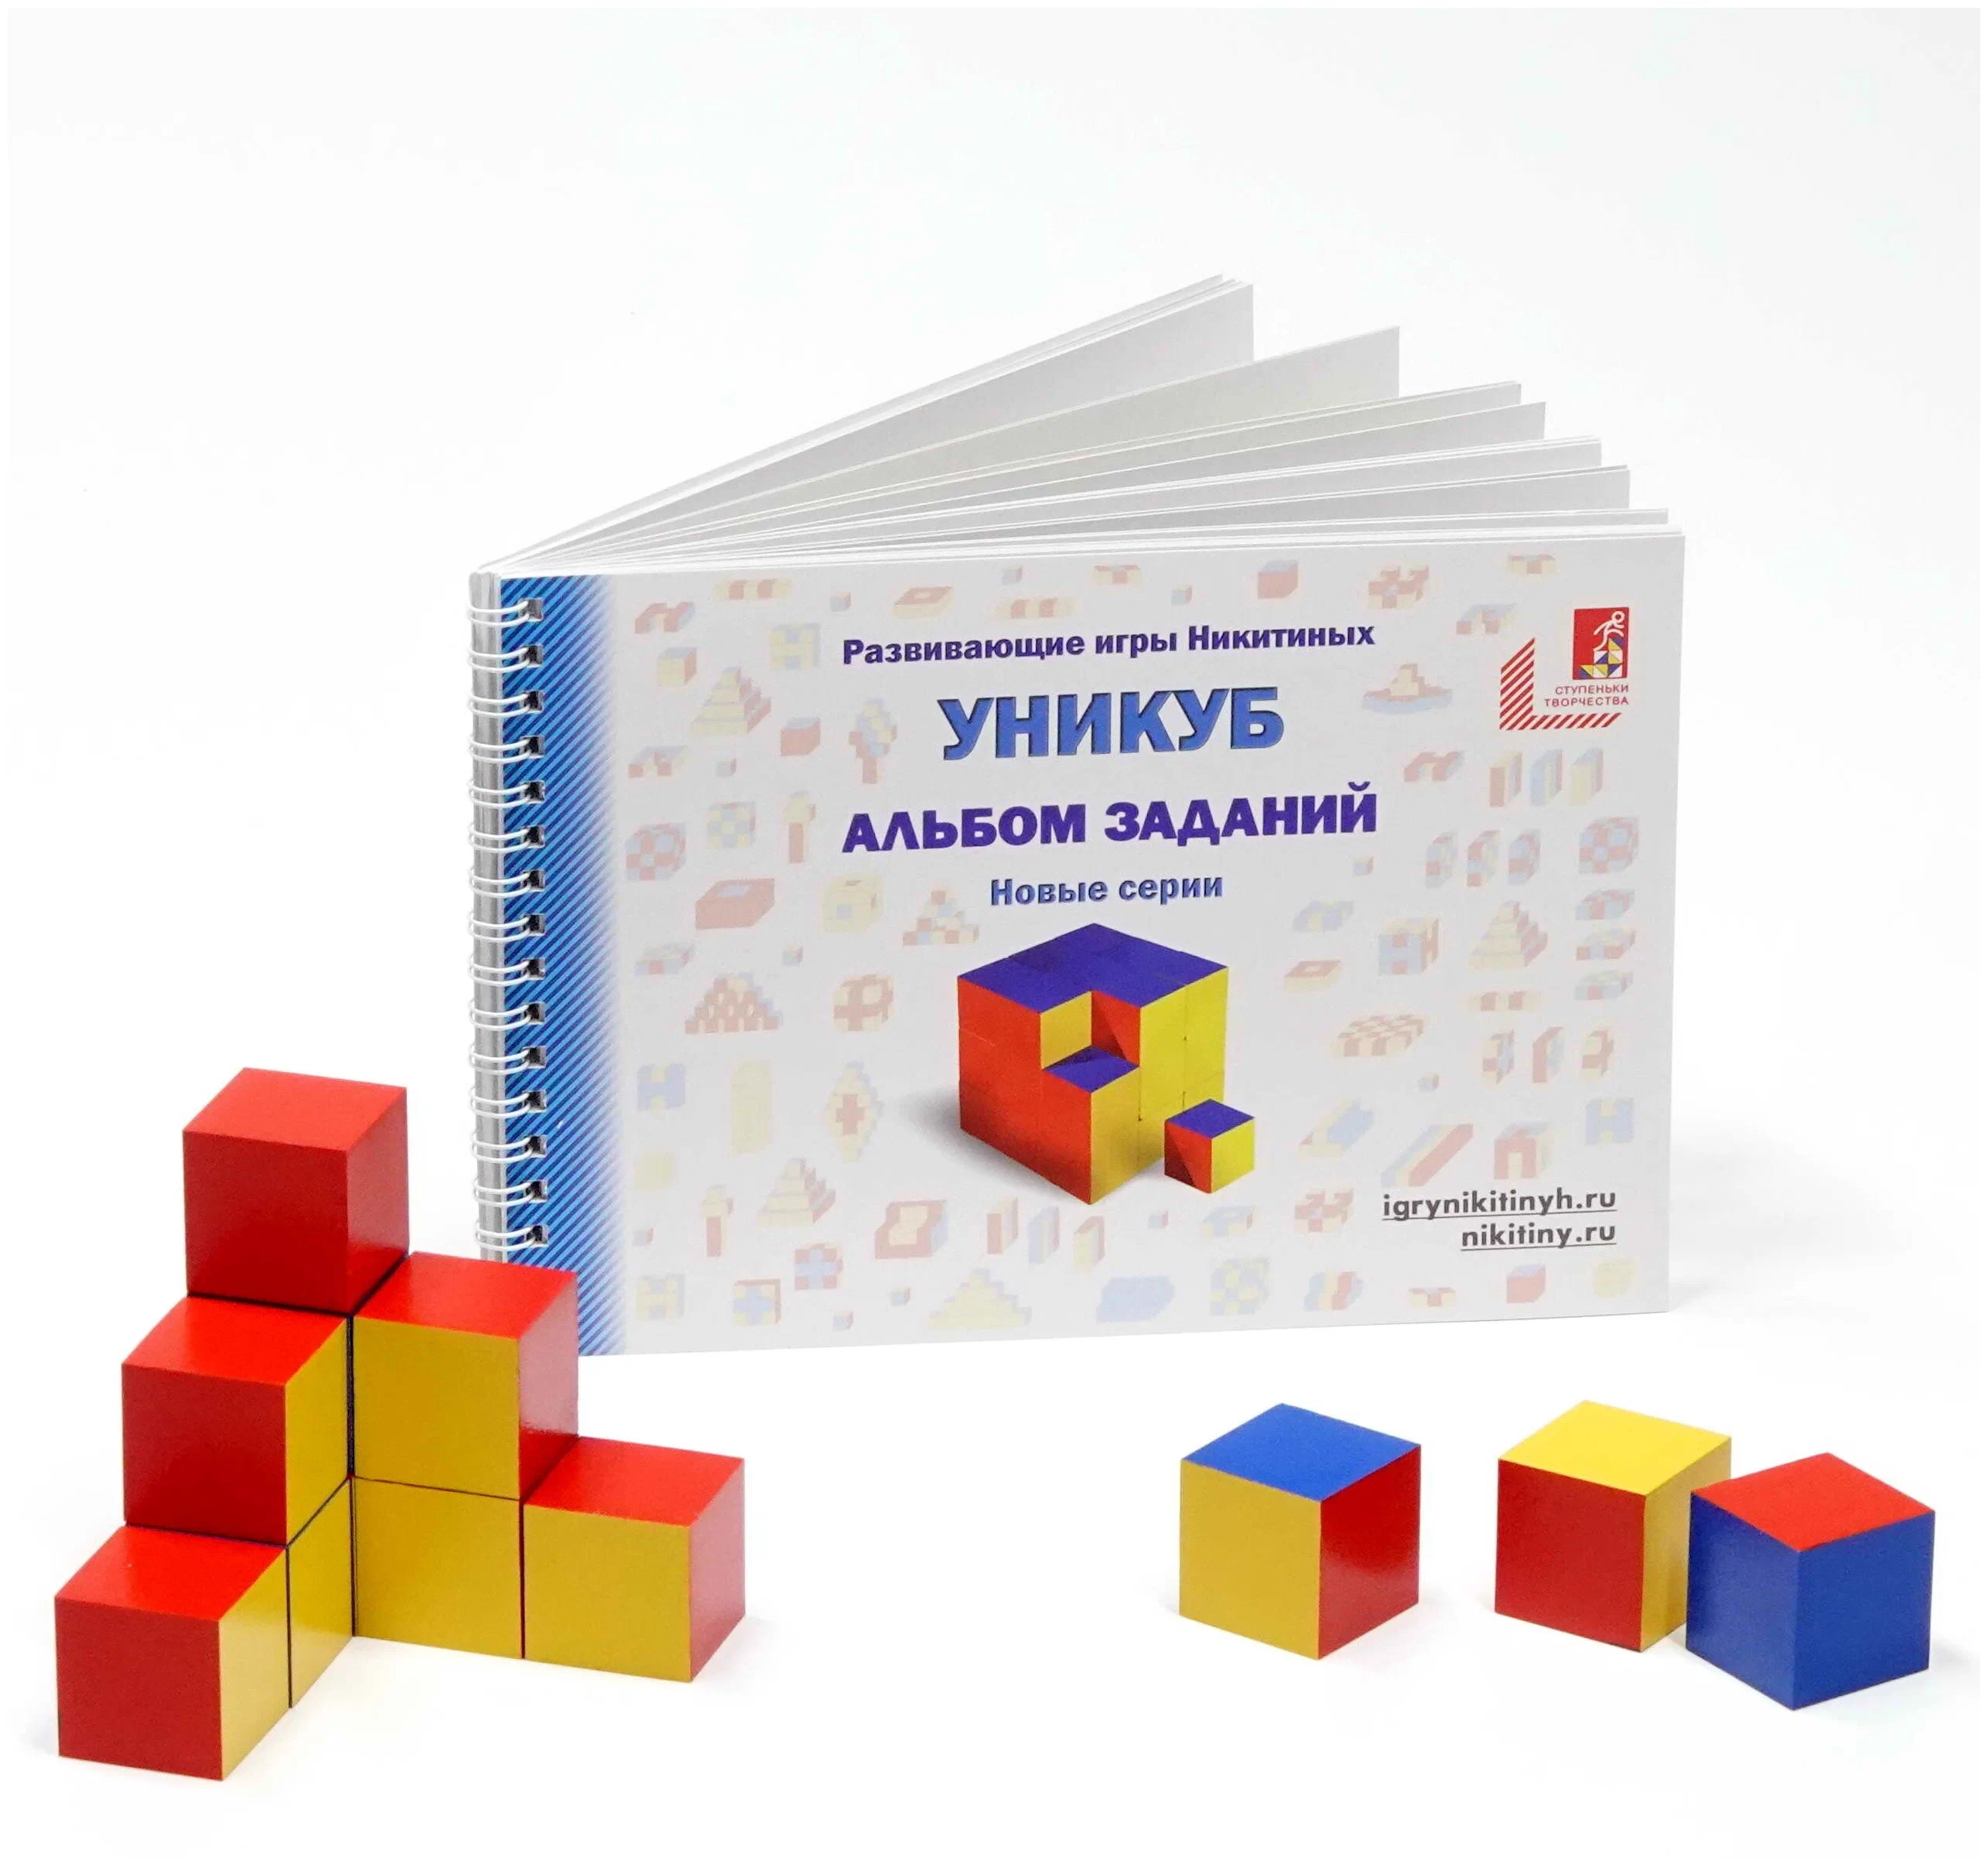 Развивающие игры Никитиных
УНИКУБ
АЛЬБОМ ЗАДАНИЙ
Новые серии
СТУПЕНЬКИ
ТВОРЧЕСТВА
igrynikitinyh.ru
nikitiny.ru